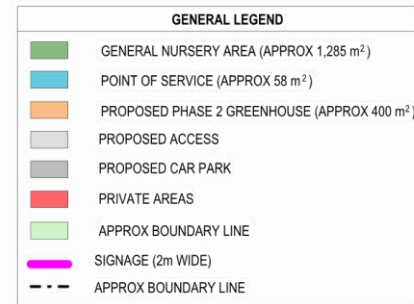 GENERAL LEGEND
GENERAL NURSERY AREA (APPROX 1,285 m²)
POINT OF SERVICE (APPROX 58 m²)
PROPOSED PHASE 2 GREENHOUSE (APPROX 400 m²)
PROPOSED ACCESS
PROPOSED CAR PARK
PRIVATE AREAS
APPROX BOUNDARY LINE
SIGNAGE (2m WIDE)
APPROX BOUNDARY LINE